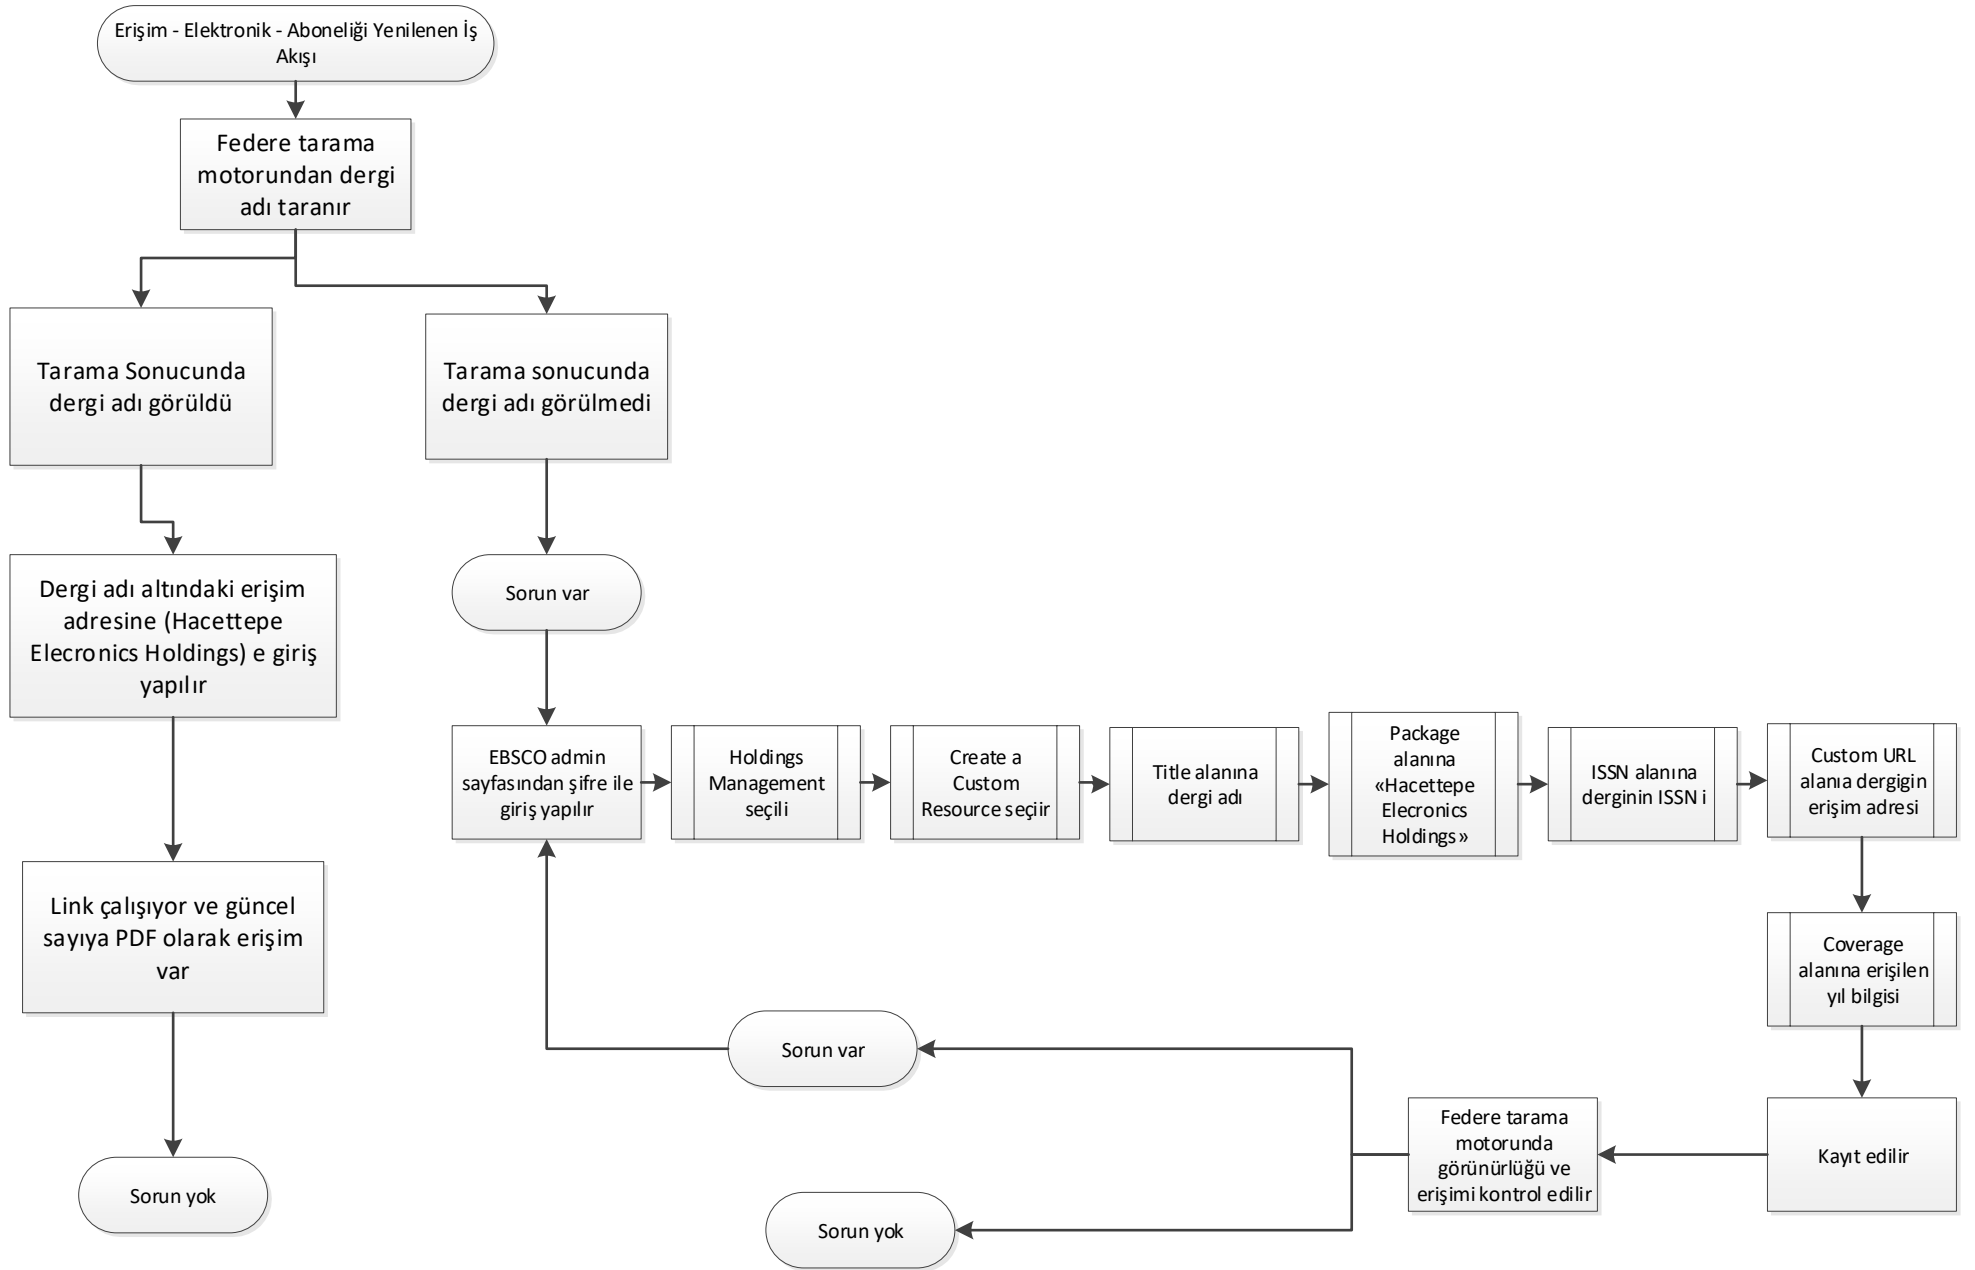 Erişim - Elektronik - Aboneliği Yenilenen İş
Akışı
Federe tarama
motorundan dergi
adı taranır
Tarama Sonucunda
dergi adı görüldü
Tarama sonucunda
dergi adı görülmedi
Dergi adı altındaki erişim
adresine (Hacettepe
Elecronics Holdings) e giriş
yapılır
Sorun var
Link çalışıyor ve güncel
sayıya PDF olarak erişim
var
Sorun yok
EBSCO admin
sayfasından şifre ile
giriş yapılır
Holdings
Management
seçili
Create a
Custom
Resource seçiir
Title alanına
dergi adı
Package
alanına
«Hacettepe
Elecronics
Holdings»
ISSN alanına
derginin ISSN i
Custom URL
alanıa dergigin
erişim adresi
Coverage
alanına erişilen
yıl bilgisi
Kayıt edilir
Federe tarama
motorunda
görünürlüğü ve
erişimi kontrol edilir
Sorun var
Sorun yok